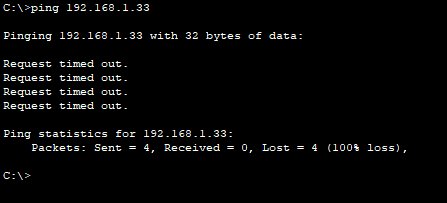 C:\>ping 192.168.1.33
Pinging 192.168.1.33 with 32 bytes of data:
Request timed out.
Request timed out.
Request timed out.
Request timed out.
Ping statistics for 192.168.1.33:
    Packets: Sent = 4, Received = 0, Lost = 4 (100% loss),
C:\>